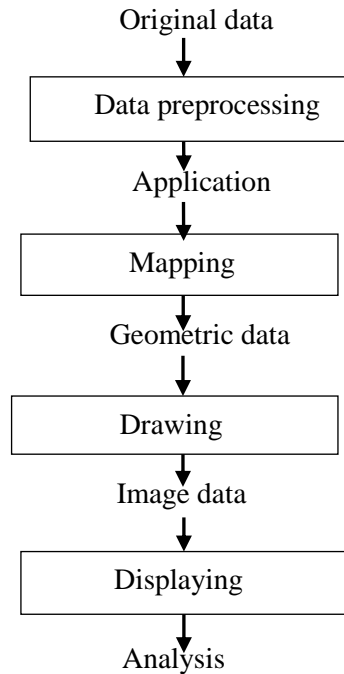 Original data
Data preprocessing
Application
Mapping
Geometric data
Drawing
Image data
Displaying
Analysis